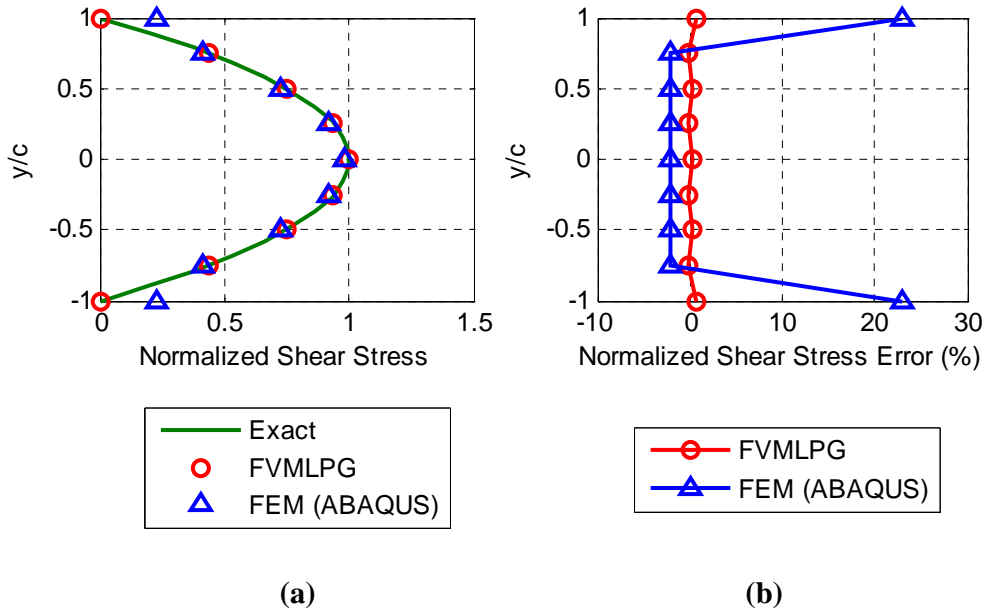 1
0.5
0
-0.5
-1
y/c
0
0.5
1
1.5
Normalized Shear Stress
Exact
FVMLPG
FEM (ABAQUS)
(a)
1
0.5
0
-0.5
-1
y/c
-10
0
10
20
30
Normalized Shear Stress Error (%)
FVMLPG
FEM (ABAQUS)
(b)